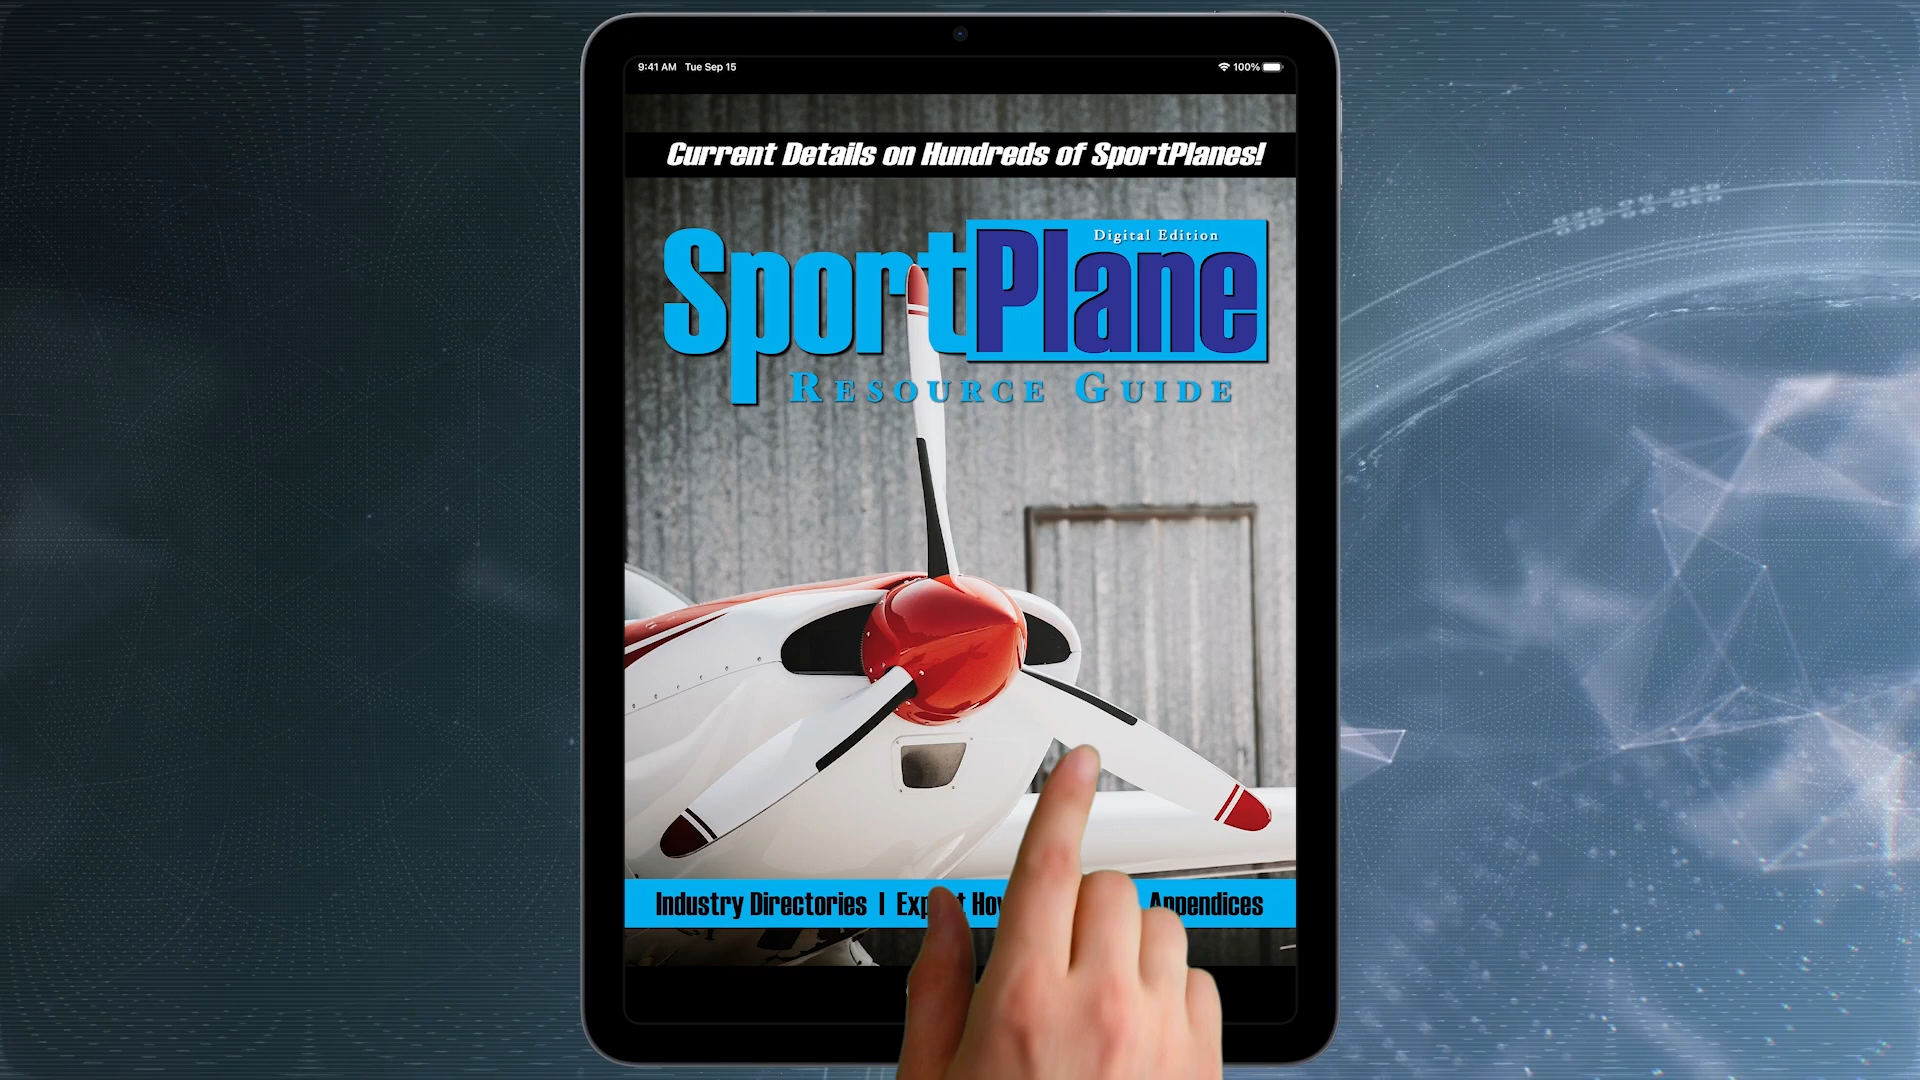 9:41 AM Tue Sep 15 100%
Current Details on Hundreds of SportPlanes!
Digital Edition
SportPlane
Resource Guide
Industry Directories | Appendices